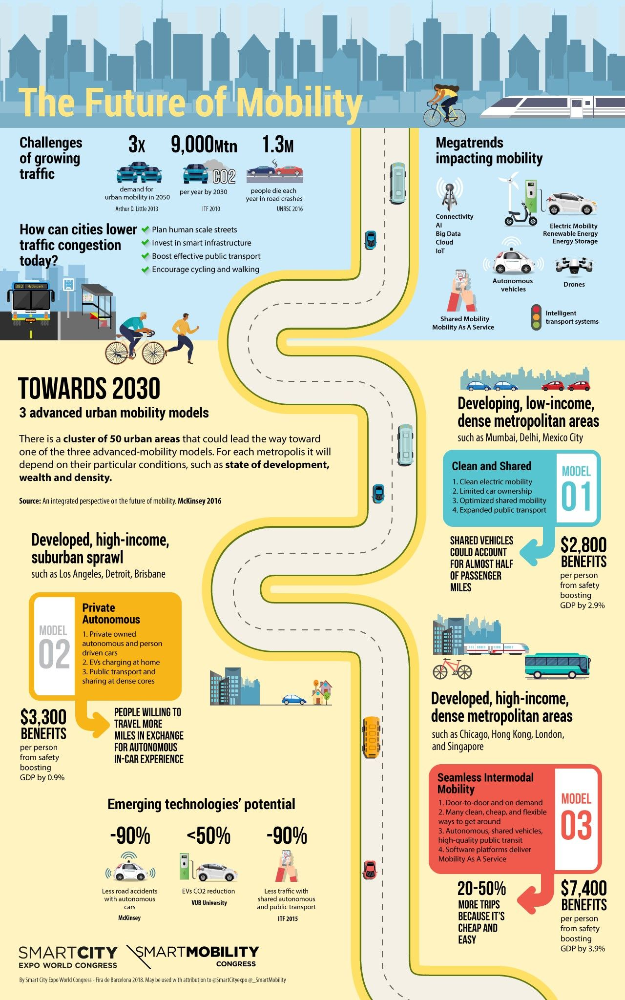 The Future of Mobility
Challenges
of growing
traffic
3X
demand for
urban mobility in 2050
Arthur D. Little 2013
9,000Mtn
CO2
per year by 2030
ITF 2010
1.3M
people die each
year in road crashes
UNRSC 2016
How can cities lower
traffic congestion
today?
Plan human scale streets
Invest in smart infrastructure
Boost effective public transport
Encourage cycling and walking
382 Hyde park
BUS
Megatrends
impacting mobility
Connectivity
AI
Big Data
Cloud
IoT
Electric Mobility
Renewable Energy
Energy Storage
Autonomous
vehicles
Drones
Shared Mobility
Mobility As A Service
Intelligent
transport systems
TOWARDS 2030
3 advanced urban mobility models
There is a cluster of 50 urban areas that could lead the way toward
one of the three advanced-mobility models. For each metropolis it will
depend on their particular conditions, such as state of development,
wealth and density.
Source: An integrated perspective on the future of mobility. McKinsey 2016
Developing, low-income,
dense metropolitan areas
such as Mumbai, Delhi, Mexico City
Clean and Shared
1. Clean electric mobility
2. Limited car ownership
3. Optimized shared mobility
4. Expanded public transport
MODEL
01
SHARED VEHICLES
COULD ACCOUNT
FOR ALMOST HALF
OF PASSENGER
MILES
$2,800
BENEFITS
per person
from safety
boosting
GDP by 2.9%
Developed, high-income,
suburban sprawl
such as Los Angeles, Detroit, Brisbane
MODEL
02
Private
Autonomous
1. Private owned
autonomous and person
driven cars
2. EVs charging at home
3. Public transport and
sharing at dense cores
$3,300
BENEFITS
per person
from safety
boosting
GDP by 0.9%
PEOPLE WILLING TO
TRAVEL MORE
MILES IN EXCHANGE
FOR AUTONOMOUS
IN-CAR EXPERIENCE
Developed, high-income,
dense metropolitan areas
such as Chicago, Hong Kong, London,
and Singapore
Seamless Intermodal
Mobility
1. Door-to-door and on demand
2. Many clean, cheap, and flexible
ways to get around
3. Autonomous, shared vehicles,
high-quality public transit
4. Software platforms deliver
Mobility As A Service
MODEL
03
20-50%
MORE TRIPS
BECAUSE IT'S
CHEAP AND
EASY
$7,400
BENEFITS
per person
from safety
boosting
GDP by 3.9%
Emerging technologies' potential
-90%
Less road accidents
with autonomous
cars
McKinsey
<50%
EVs CO2 reduction
VUB University
-90%
Less traffic with
shared autonomous
and public transport
ITF 2015
SMARTCITY
EXPO WORLD CONGRESS
SMARTMOBILITY
CONGRESS
By Smart City Expo World Congress - Fira de Barcelona 2018. May be used with attribution to @SmartCityexpo @_SmartMobility